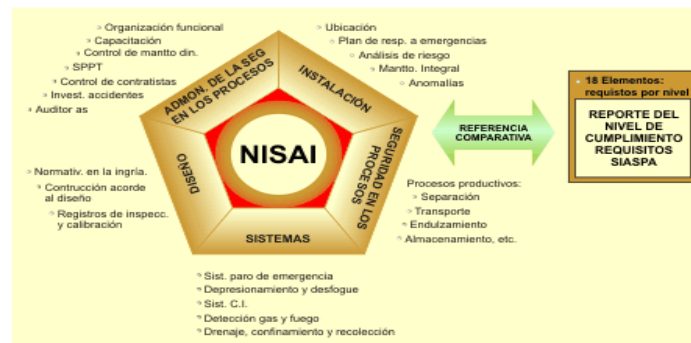 Organización funcional
Capacitación
Control de mantto din.
SPPT
Control de contratistas
Invest. accidentes
Auditor as
Ubicación
Plan de resp. a emergencias
Análisis de riesgo
Mantto. Integral
Anomalías
ADMON. DE LA SEG
EN LOS PROCESOS
INSTALACIÓN
DISEÑO
NISAI
SEGURIDAD EN LOS
PROCESOS
SISTEMAS
REFERENCIA
COMPARATIVA
18 Elementos:
requistos por nivel
REPORTE DEL
NIVEL DE
CUMPLIMIENTO
REQUISITOS
SIASPA
Normativ. en la ingría.
Contrucción acorde
al diseño
Registros de inspecc.
y calibración
Procesos productivos:
Separación
Transporte
Endulzamiento
Almacenamiento, etc.
Sist. paro de emergencia
Depresionamiento y desfogue
Sist. C.I.
Detección gas y fuego
Drenaje, confinamiento y recolección